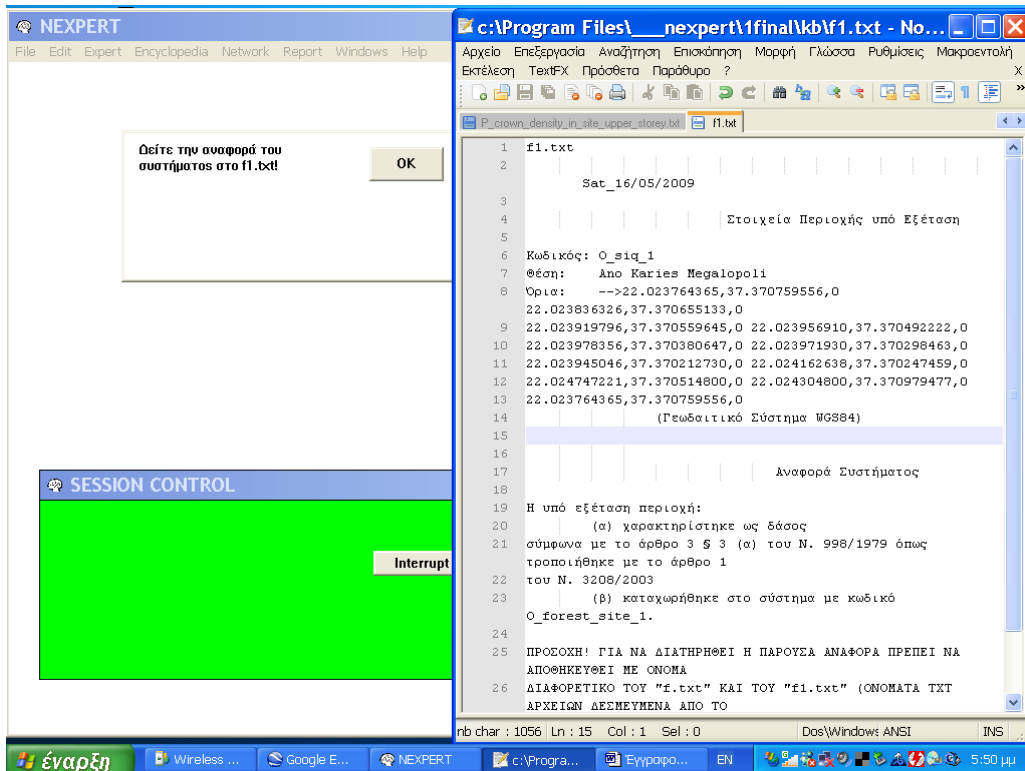 NEXPERT
File Edit Expert Encyclopedia Network Report Windows Help
Δείτε την αναφορά του
συστήματος στο f1.txt!
OK
SESSION CONTROL
Interrupt
c:\Program Files\___nexpert\1final\kb\f1.txt - No...
Αρχείο Επεξεργασία Αναζήτηση Επισκόπηση Μορφή Γλώσσα Ρυθμίσεις Μακροεντολή
Εκτέλεση TextFX Πρόσθετα Παράθυρο ? X
P_crown_density_in_site_upper_storey.txt f1.txt
1 f1.txt
2
Sat_16/05/2009
3
4 Στοιχεία Περιοχής υπό Εξέταση
5
6 Κωδικός: O_siq_1
7 Θέση: Ano Karies Megalopoli
8 Όρια: -->22.023764365,37.370759556,0
22.023836326,37.370655133,0
9 22.023919796,37.370559645,0 22.023956910,37.370492222,0
10 22.023978356,37.370380647,0 22.023971930,37.370298463,0
11 22.023945046,37.370212730,0 22.024162638,37.370247459,0
12 22.024747221,37.370514800,0 22.024304800,37.370979477,0
13 22.023764365,37.370759556,0
14 (Γεωδαιτικό Σύστημα WGS84)
15
16
17 Αναφορά Συστήματος
18
19 Η υπό εξέταση περιοχή:
20 (α) χαρακτηρίστηκε ως δάσος
21 σύμφωνα με το άρθρο 3 § 3 (α) του Ν. 998/1979 όπως
τροποιήθηκε με το άρθρο 1
22 του Ν. 3208/2003
23 (β) καταχωρήθηκε στο σύστημα με κωδικό
O_forest_site_1.
24
25 ΠΡΟΣΟΧΗ! ΓΙΑ ΝΑ ΔΙΑΤΗΡΗΘΕΙ Η ΠΑΡΟΥΣΑ ΑΝΑΦΟΡΑ ΠΡΕΠΕΙ ΝΑ
ΑΠΟΘΗΚΕΥΘΕΙ ΜΕ ΟΝΟΜΑ
26 ΔΙΑΦΟΡΕΤΙΚΟ ΤΟΥ "f.txt" ΚΑΙ ΤΟΥ "f1.txt" (ΟΝΟΜΑΤΑ TXT
ΑΡΧΕΙΩΝ ΔΕΣΜΕΥΜΕΝΑ ΑΠΟ ΤΟ
nb char : 1056 Ln : 15 Col : 1 Sel : 0 Dos\Windows ANSI INS
έναρξη Wireless ... Google E... NEXPERT c:\Progra... Έγγραφο... EN 5:50 μμ